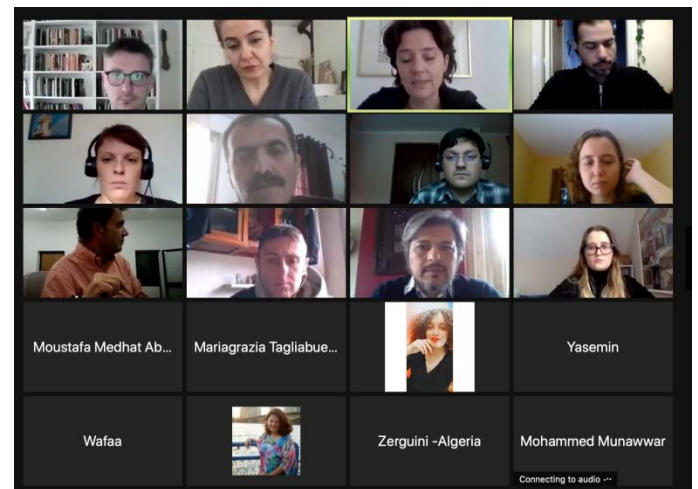 Moustafa Medhat Ab...
Mariagrazia Tagliabue...
Yasemin
Wafaa
Zerguini -Algeria
Mohammed Munawwar
Connecting to audio ...